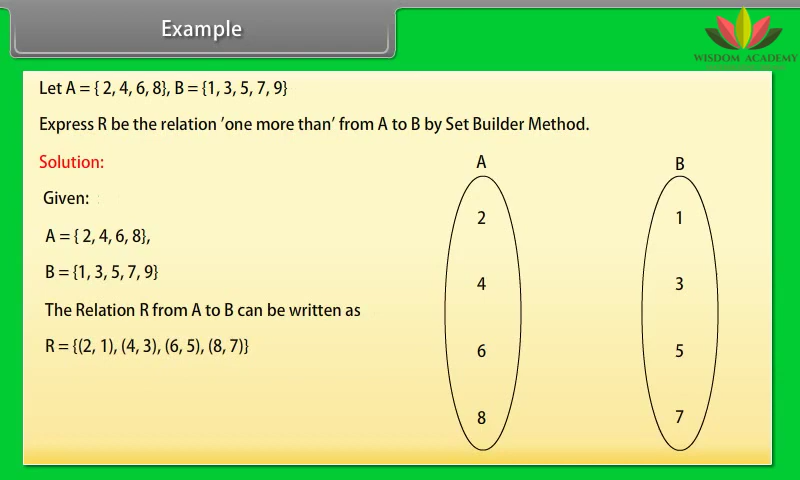 Example
WISDOM ACADEMY
Let A = { 2, 4, 6, 8}, B = {1, 3, 5, 7, 9}
Express R be the relation 'one more than' from A to B by Set Builder Method.
Solution:
Given:
A = { 2, 4, 6, 8},
B = {1, 3, 5, 7, 9}
The Relation R from A to B can be written as
R = {(2, 1), (4, 3), (6, 5), (8, 7)}
A B
2 1
4 3
6 5
8 7